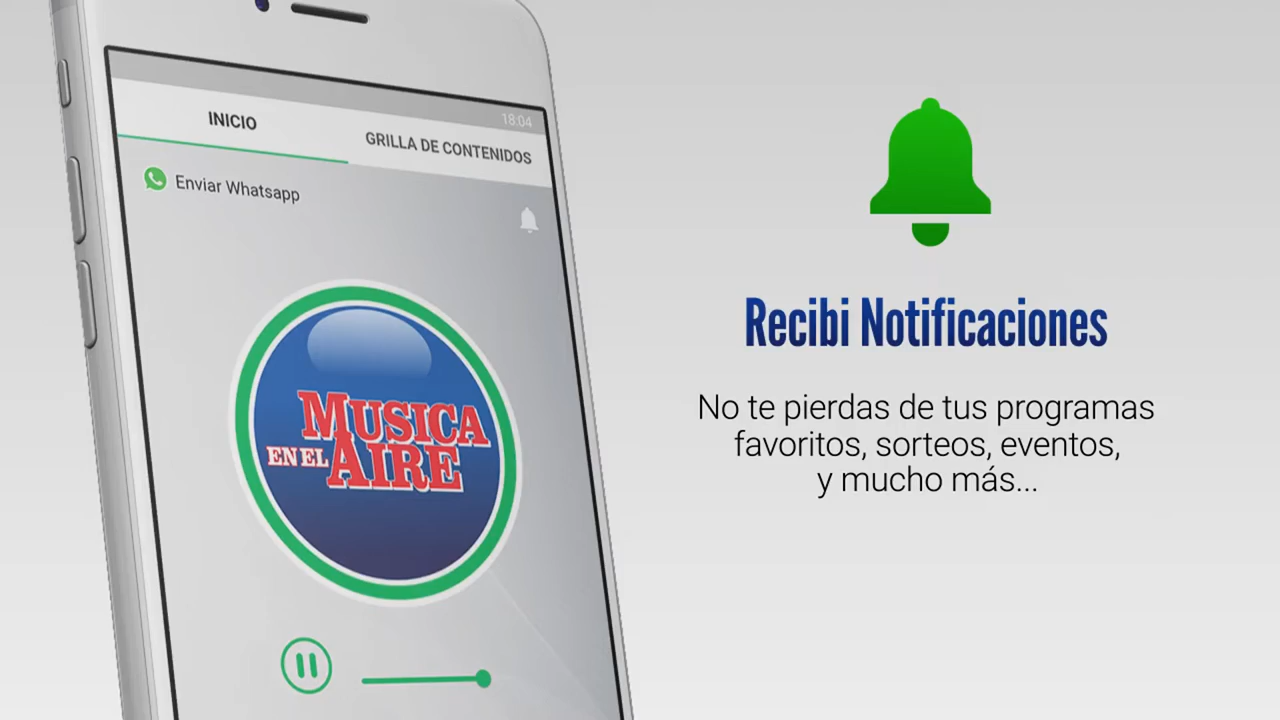 18:04
INICIO
GRILLA DE CONTENIDOS
Enviar Whatsapp
MUSICA
EN EL AIRE
Recibi Notificaciones
No te pierdas de tus programas
favoritos, sorteos, eventos,
y mucho más...